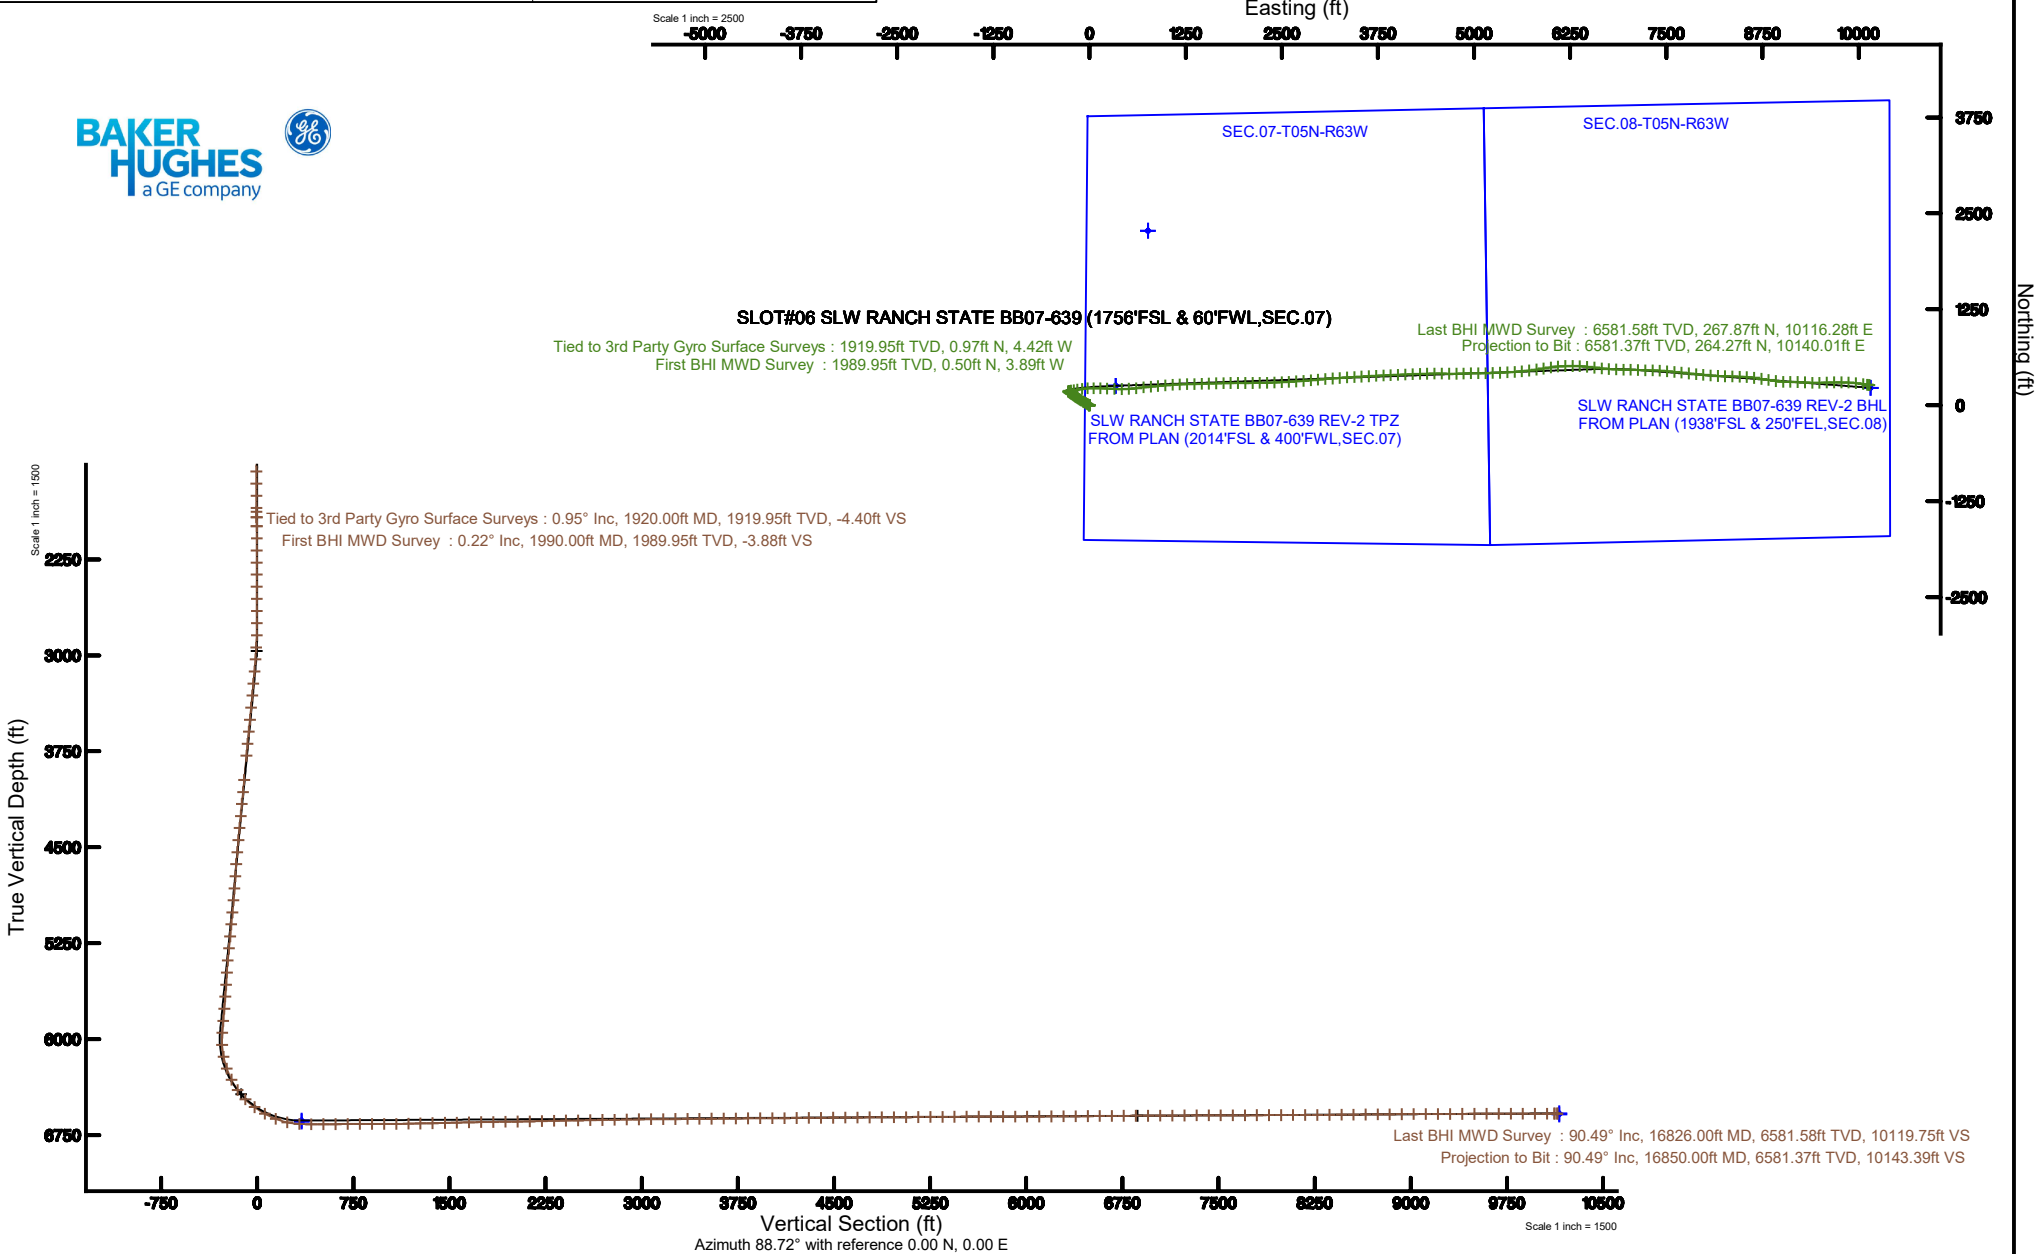 Scale 1 inch = 2500
Easting (ft)
-5000 -3750 -2500 -1250 0 1250 2500 3750 5000 6250 7500 8750 10000
BAKER
HUGHES
a GE company
GE
SEC.07-T05N-R63W
SEC.08-T05N-R63W
3750
2500
1250
0
-1250
-2500
Northing (ft)
SLOT#06 SLW RANCH STATE BB07-639 (1756'FSL & 60'FWL,SEC.07)
Tied to 3rd Party Gyro Surface Surveys : 1919.95ft TVD, 0.97ft N, 4.42ft W
First BHI MWD Survey : 1989.95ft TVD, 0.50ft N, 3.89ft W
Last BHI MWD Survey : 6581.58ft TVD, 267.87ft N, 10116.28ft E
Projection to Bit : 6581.37ft TVD, 264.27ft N, 10140.01ft E
SLW RANCH STATE BB07-639 REV-2 TPZ
FROM PLAN (2014'FSL & 400'FWL,SEC.07)
SLW RANCH STATE BB07-639 REV-2 BHL
FROM PLAN (1938'FSL & 250'FEL,SEC.08)
Scale 1 inch = 1500
Tied to 3rd Party Gyro Surface Surveys : 0.95° Inc, 1920.00ft MD, 1919.95ft TVD, -4.40ft VS
First BHI MWD Survey : 0.22° Inc, 1990.00ft MD, 1989.95ft TVD, -3.88ft VS
2250
3000
3750
4500
5250
6000
6750
True Vertical Depth (ft)
Last BHI MWD Survey : 90.49° Inc, 16826.00ft MD, 6581.58ft TVD, 10119.75ft VS
Projection to Bit : 90.49° Inc, 16850.00ft MD, 6581.37ft TVD, 10143.39ft VS
-750 0 750 1500 2250 3000 3750 4500 5250 6000 6750 7500 8250 9000 9750 10500
Vertical Section (ft)
Scale 1 inch = 1500
Azimuth 88.72° with reference 0.00 N, 0.00 E